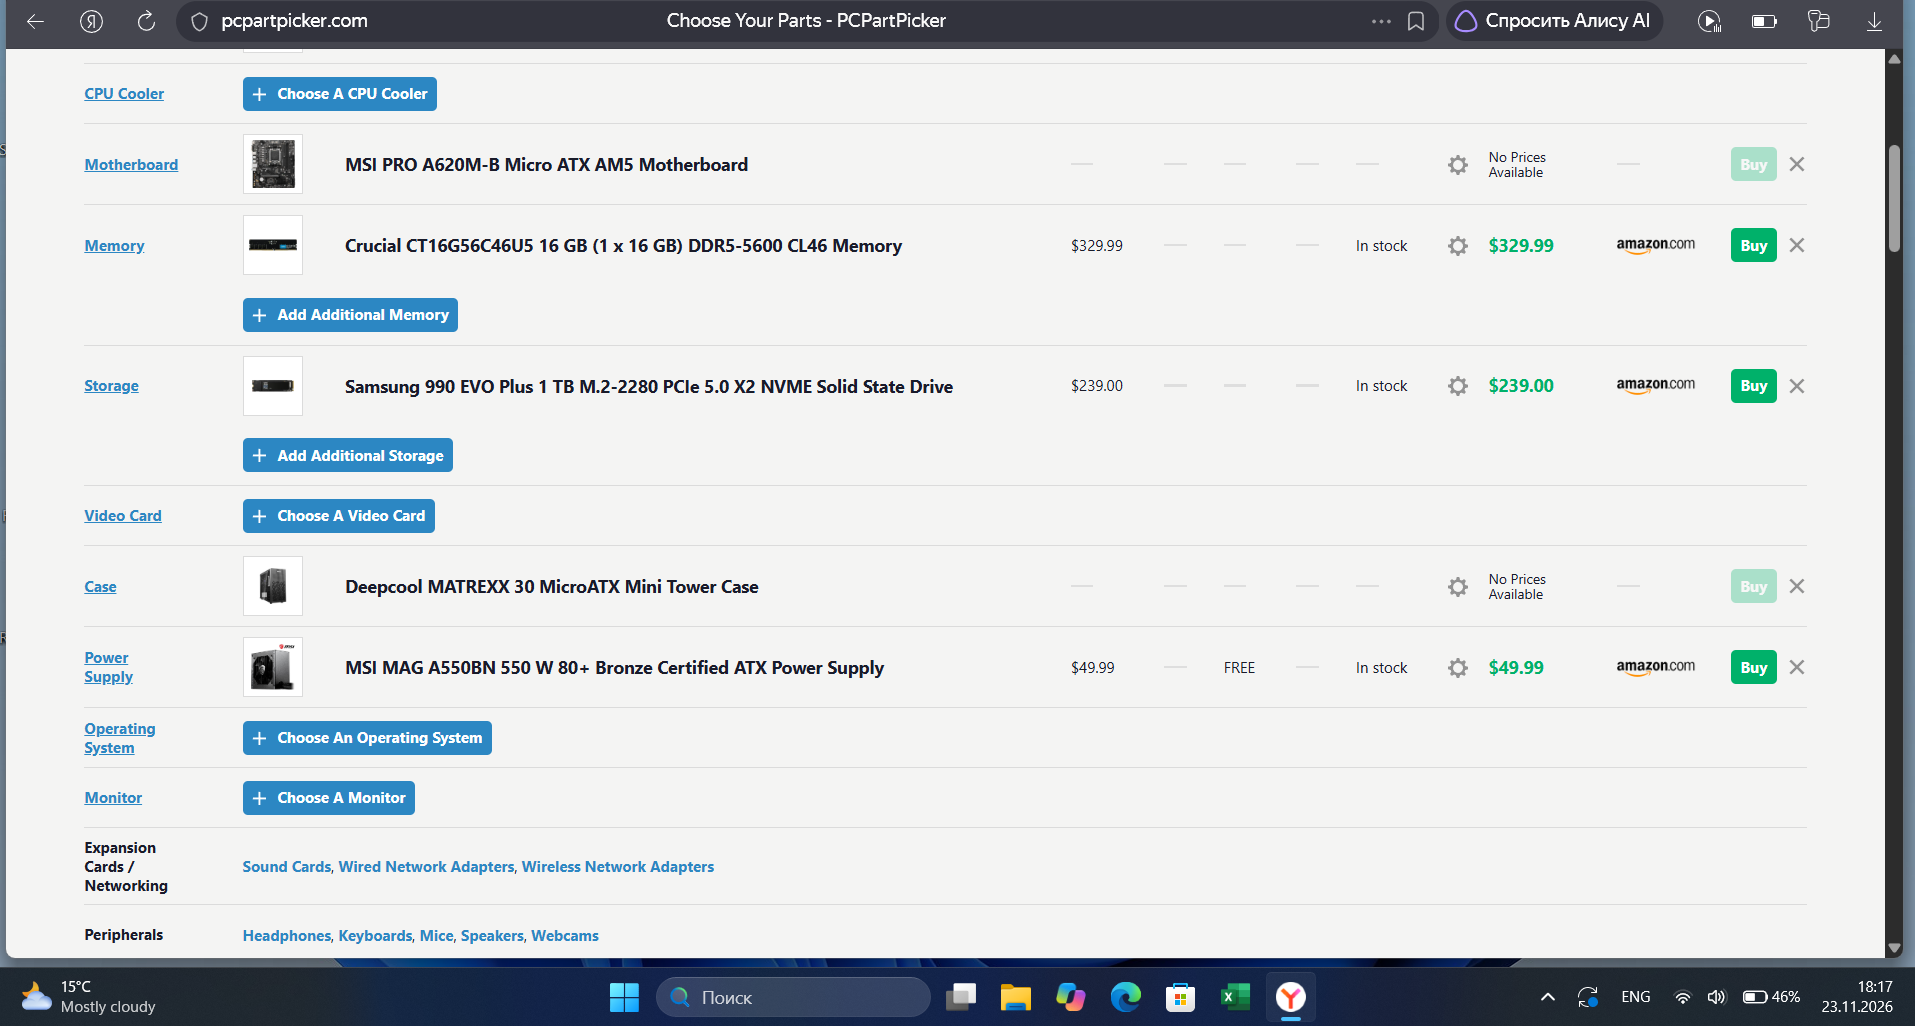 pcpartpicker.com Choose Your Parts - PCPartPicker Спросить Алису AI
CPU Cooler + Choose A CPU Cooler
Motherboard MSI PRO A620M-B Micro ATX AM5 Motherboard — — — — — No Prices Available — Buy
Memory Crucial CT16G56C46U5 16 GB (1 x 16 GB) DDR5-5600 CL46 Memory $329.99 — — — In stock $329.99 amazon.com Buy
+ Add Additional Memory
Storage Samsung 990 EVO Plus 1 TB M.2-2280 PCIe 5.0 X2 NVME Solid State Drive $239.00 — — — In stock $239.00 amazon.com Buy
+ Add Additional Storage
Video Card + Choose A Video Card
Case Deepcool MATREXX 30 MicroATX Mini Tower Case — — — — — No Prices Available — Buy
Power Supply MSI MAG A550BN 550 W 80+ Bronze Certified ATX Power Supply $49.99 — FREE — In stock $49.99 amazon.com Buy
Operating System + Choose An Operating System
Monitor + Choose A Monitor
Expansion Cards / Networking Sound Cards, Wired Network Adapters, Wireless Network Adapters
Peripherals Headphones, Keyboards, Mice, Speakers, Webcams
15°C
Mostly cloudy
Поиск
ENG
46%
18:17
23.11.2026